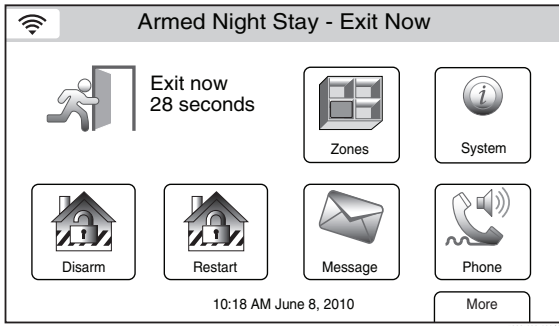 Armed Night Stay - Exit Now
Exit now
28 seconds
Zones
System
Disarm
Restart
Message
Phone
10:18 AM June 8, 2010
More